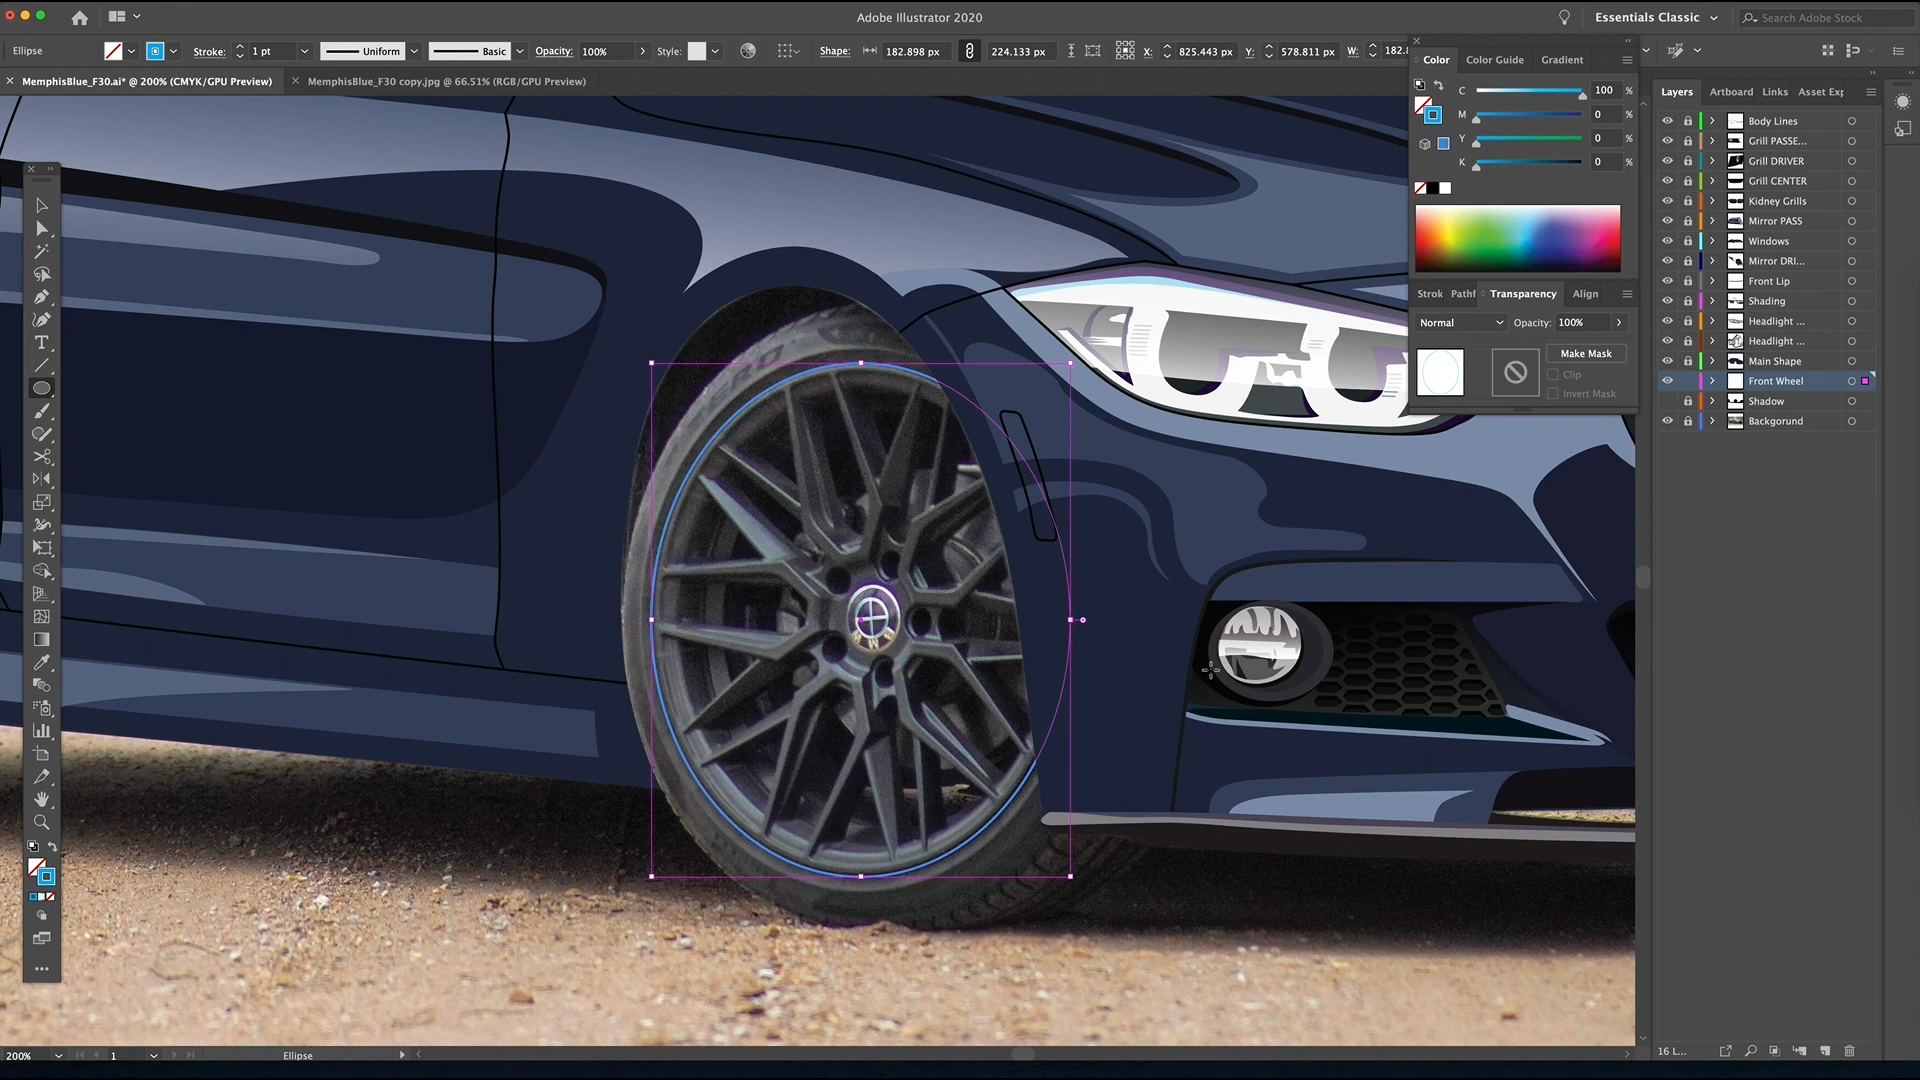 Adobe Illustrator 2020
Essentials Classic
Search Adobe Stock
Ellipse
Stroke: 1 pt
Uniform
Basic
Opacity: 100%
Style:
Shape: 182.898 px
224.133 px
X: 825.443 px
Y: 578.811 px
W: 182.8
MemphisBlue_F30.ai* @ 200% (CMYK/GPU Preview)
MemphisBlue_F30 copy.jpg @ 66.51% (RGB/GPU Preview)
Color
Color Guide
Gradient
C 100 %
M 0 %
Y 0 %
K 0 %
Strok
Pathf
Transparency
Align
Normal
Opacity: 100%
Make Mask
Clip
Invert Mask
Layers
Artboard
Links
Asset Exp
Body Lines
Grill PASSE...
Grill DRIVER
Grill CENTER
Kidney Grills
Mirror PASS
Windows
Mirror DRI...
Front Lip
Shading
Headlight ...
Headlight ...
Main Shape
Front Wheel
Shadow
Backgorund
BMW
200%
1
Ellipse
16 L...